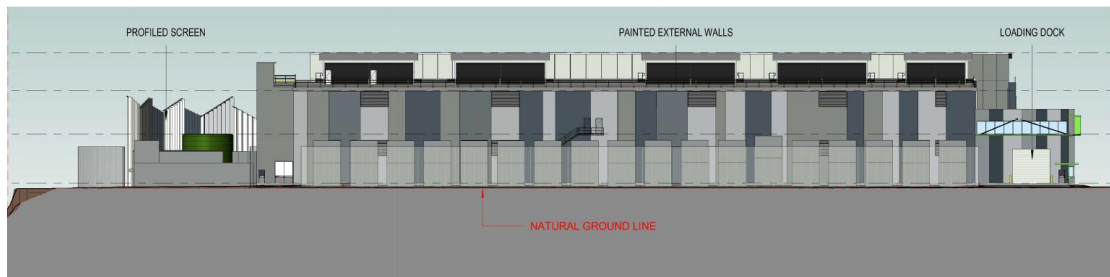 PROFILED SCREEN
PAINTED EXTERNAL WALLS
LOADING DOCK
NATURAL GROUND LINE